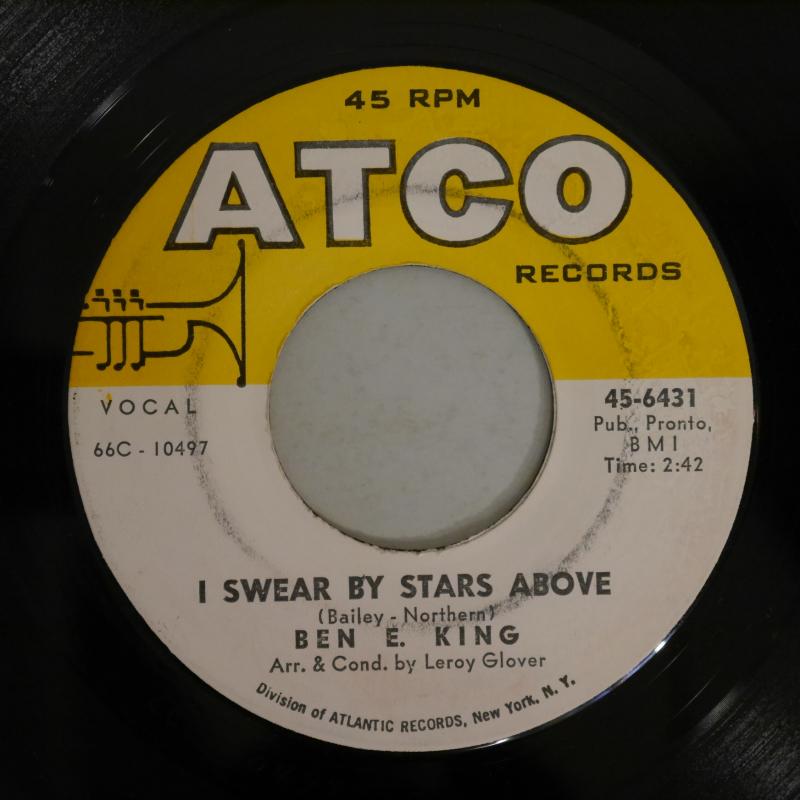 45 RPM
ATCO
RECORDS
VOCAL
66C - 10497
45-6431
Pub., Pronto,
BMI
Time: 2:42
I SWEAR BY STARS ABOVE
(Bailey - Northern)
BEN E. KING
Arr. & Cond. by Leroy Glover
Division of ATLANTIC RECORDS, New York, N. Y.